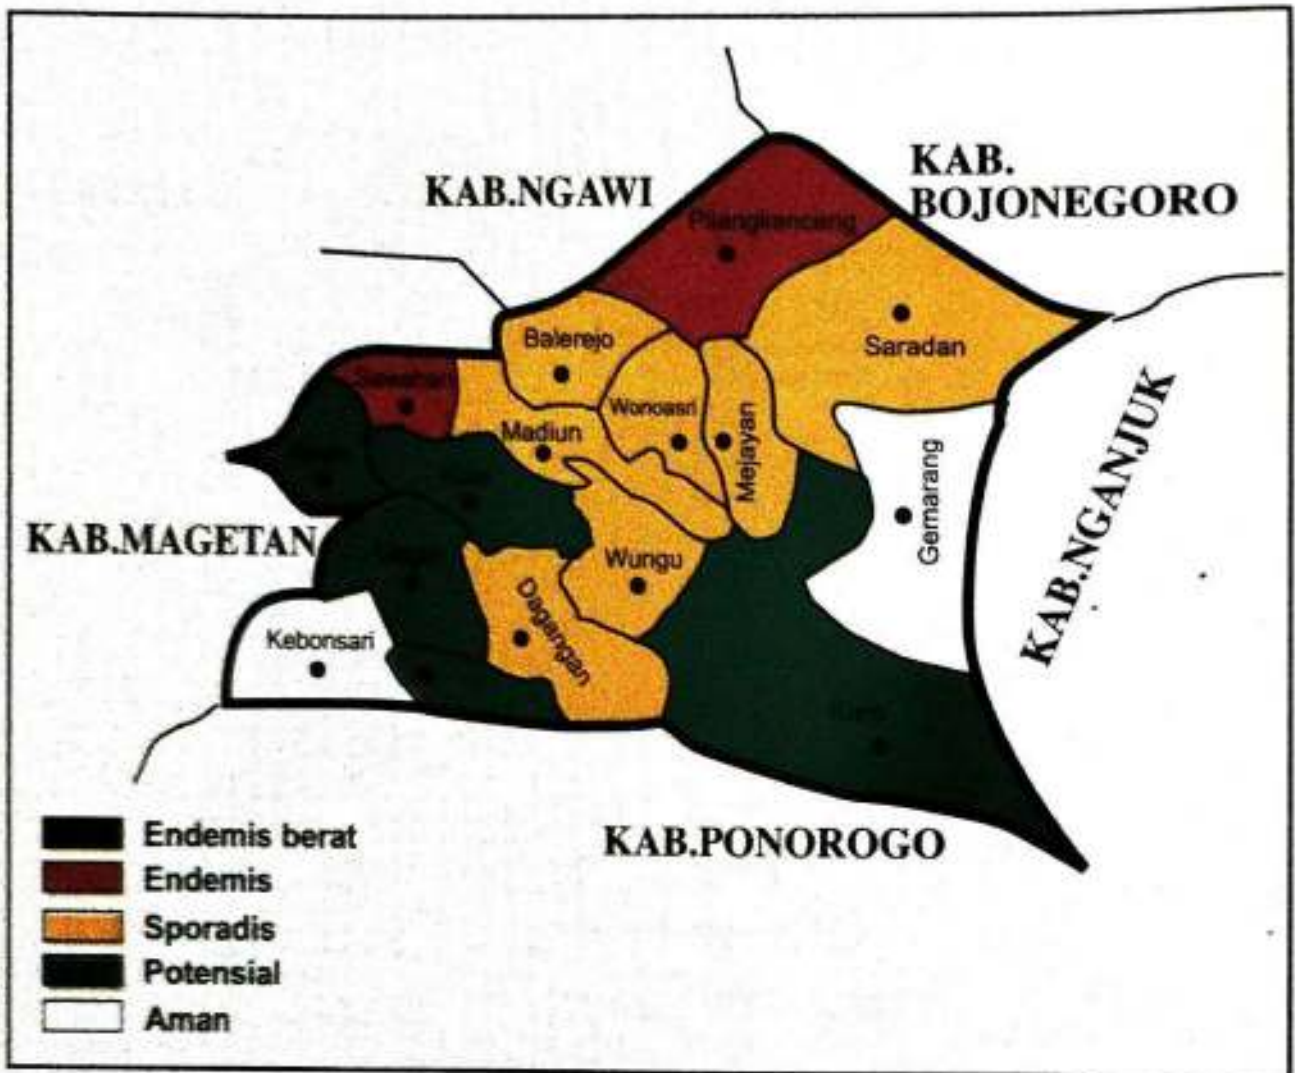 KAB.NGAWI
KAB.
BOJONEGORO
Pilangkenceng
Saradan
Balerejo
Sawahan
Wonoasri
Mejayan
Madiun
Gemarang
KAB.NGANJUK
KAB.MAGETAN
Wungu
Dagangan
Kebonsari
Kare
KAB.PONOROGO
Endemis berat
Endemis
Sporadis
Potensial
Aman